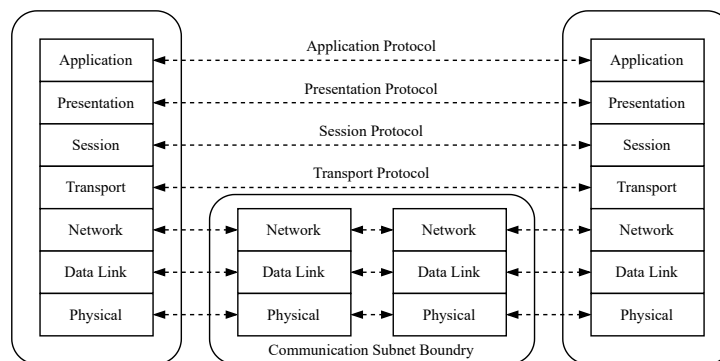 Application Application Protocol Application
Presentation Presentation Protocol Presentation
Session Session Protocol Session
Transport Transport Protocol Transport
Network Network Network Network
Data Link Data Link Data Link Data Link
Physical Physical Physical Physical
Communication Subnet Boundry